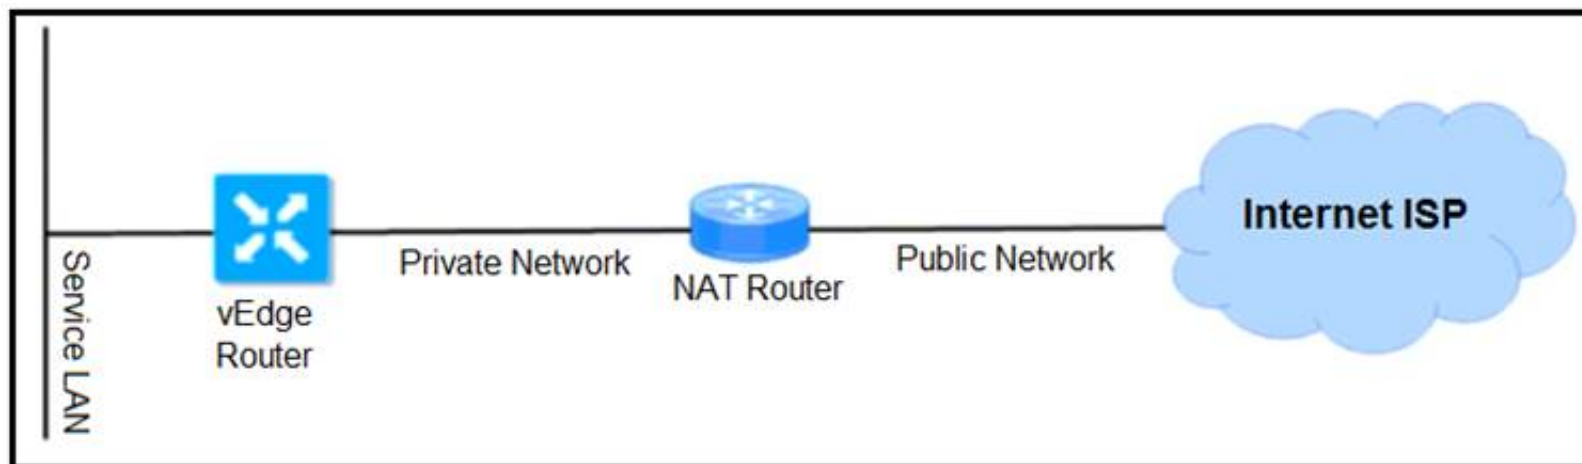 Service LAN
vEdge
Router
Private Network
NAT Router
Public Network
Internet ISP